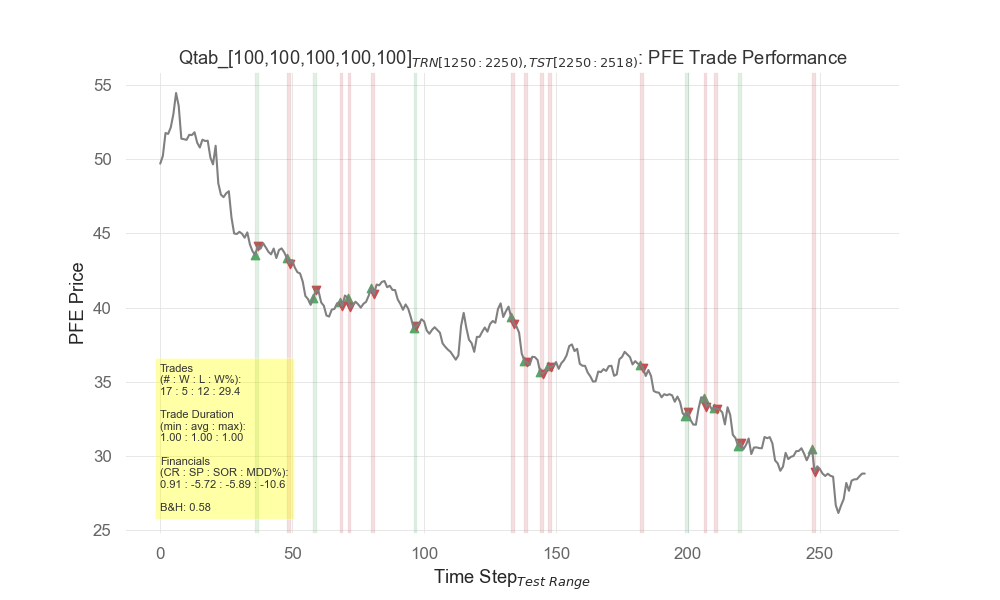 Qtab_[100,100,100,100,100]TRN[1250:2250),TST[2250:2518): PFE Trade Performance
55
50
45
40
35
30
25
PFE Price
Trades
(# : W : L : W%):
17 : 5 : 12 : 29.4
Trade Duration
(min : avg : max):
1.00 : 1.00 : 1.00
Financials
(CR : SP : SOR : MDD%):
0.91 : -5.72 : -5.89 : -10.6
B&H: 0.58
0 50 100 150 200 250
Time Step Test Range